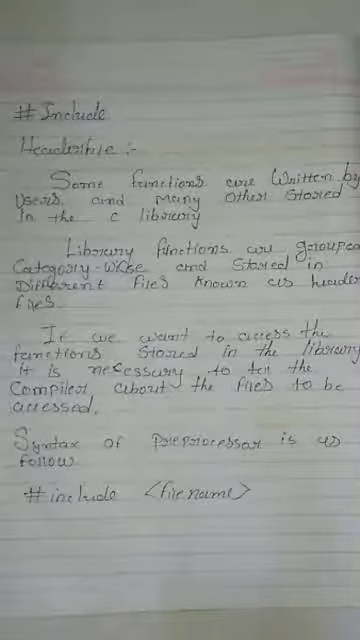 # Include
Headerfile :-
Some functions are Written by
Users and many other Stored
In the c library
Library functions are grouped
Category-wise and Stored in
Different files known as header
files.
If we want to access the
functions Stored in the library
it is necessary to tell the
Compiler about the files to be
accessed.
Syntax of preprocessor is as
follow
#include <filename>